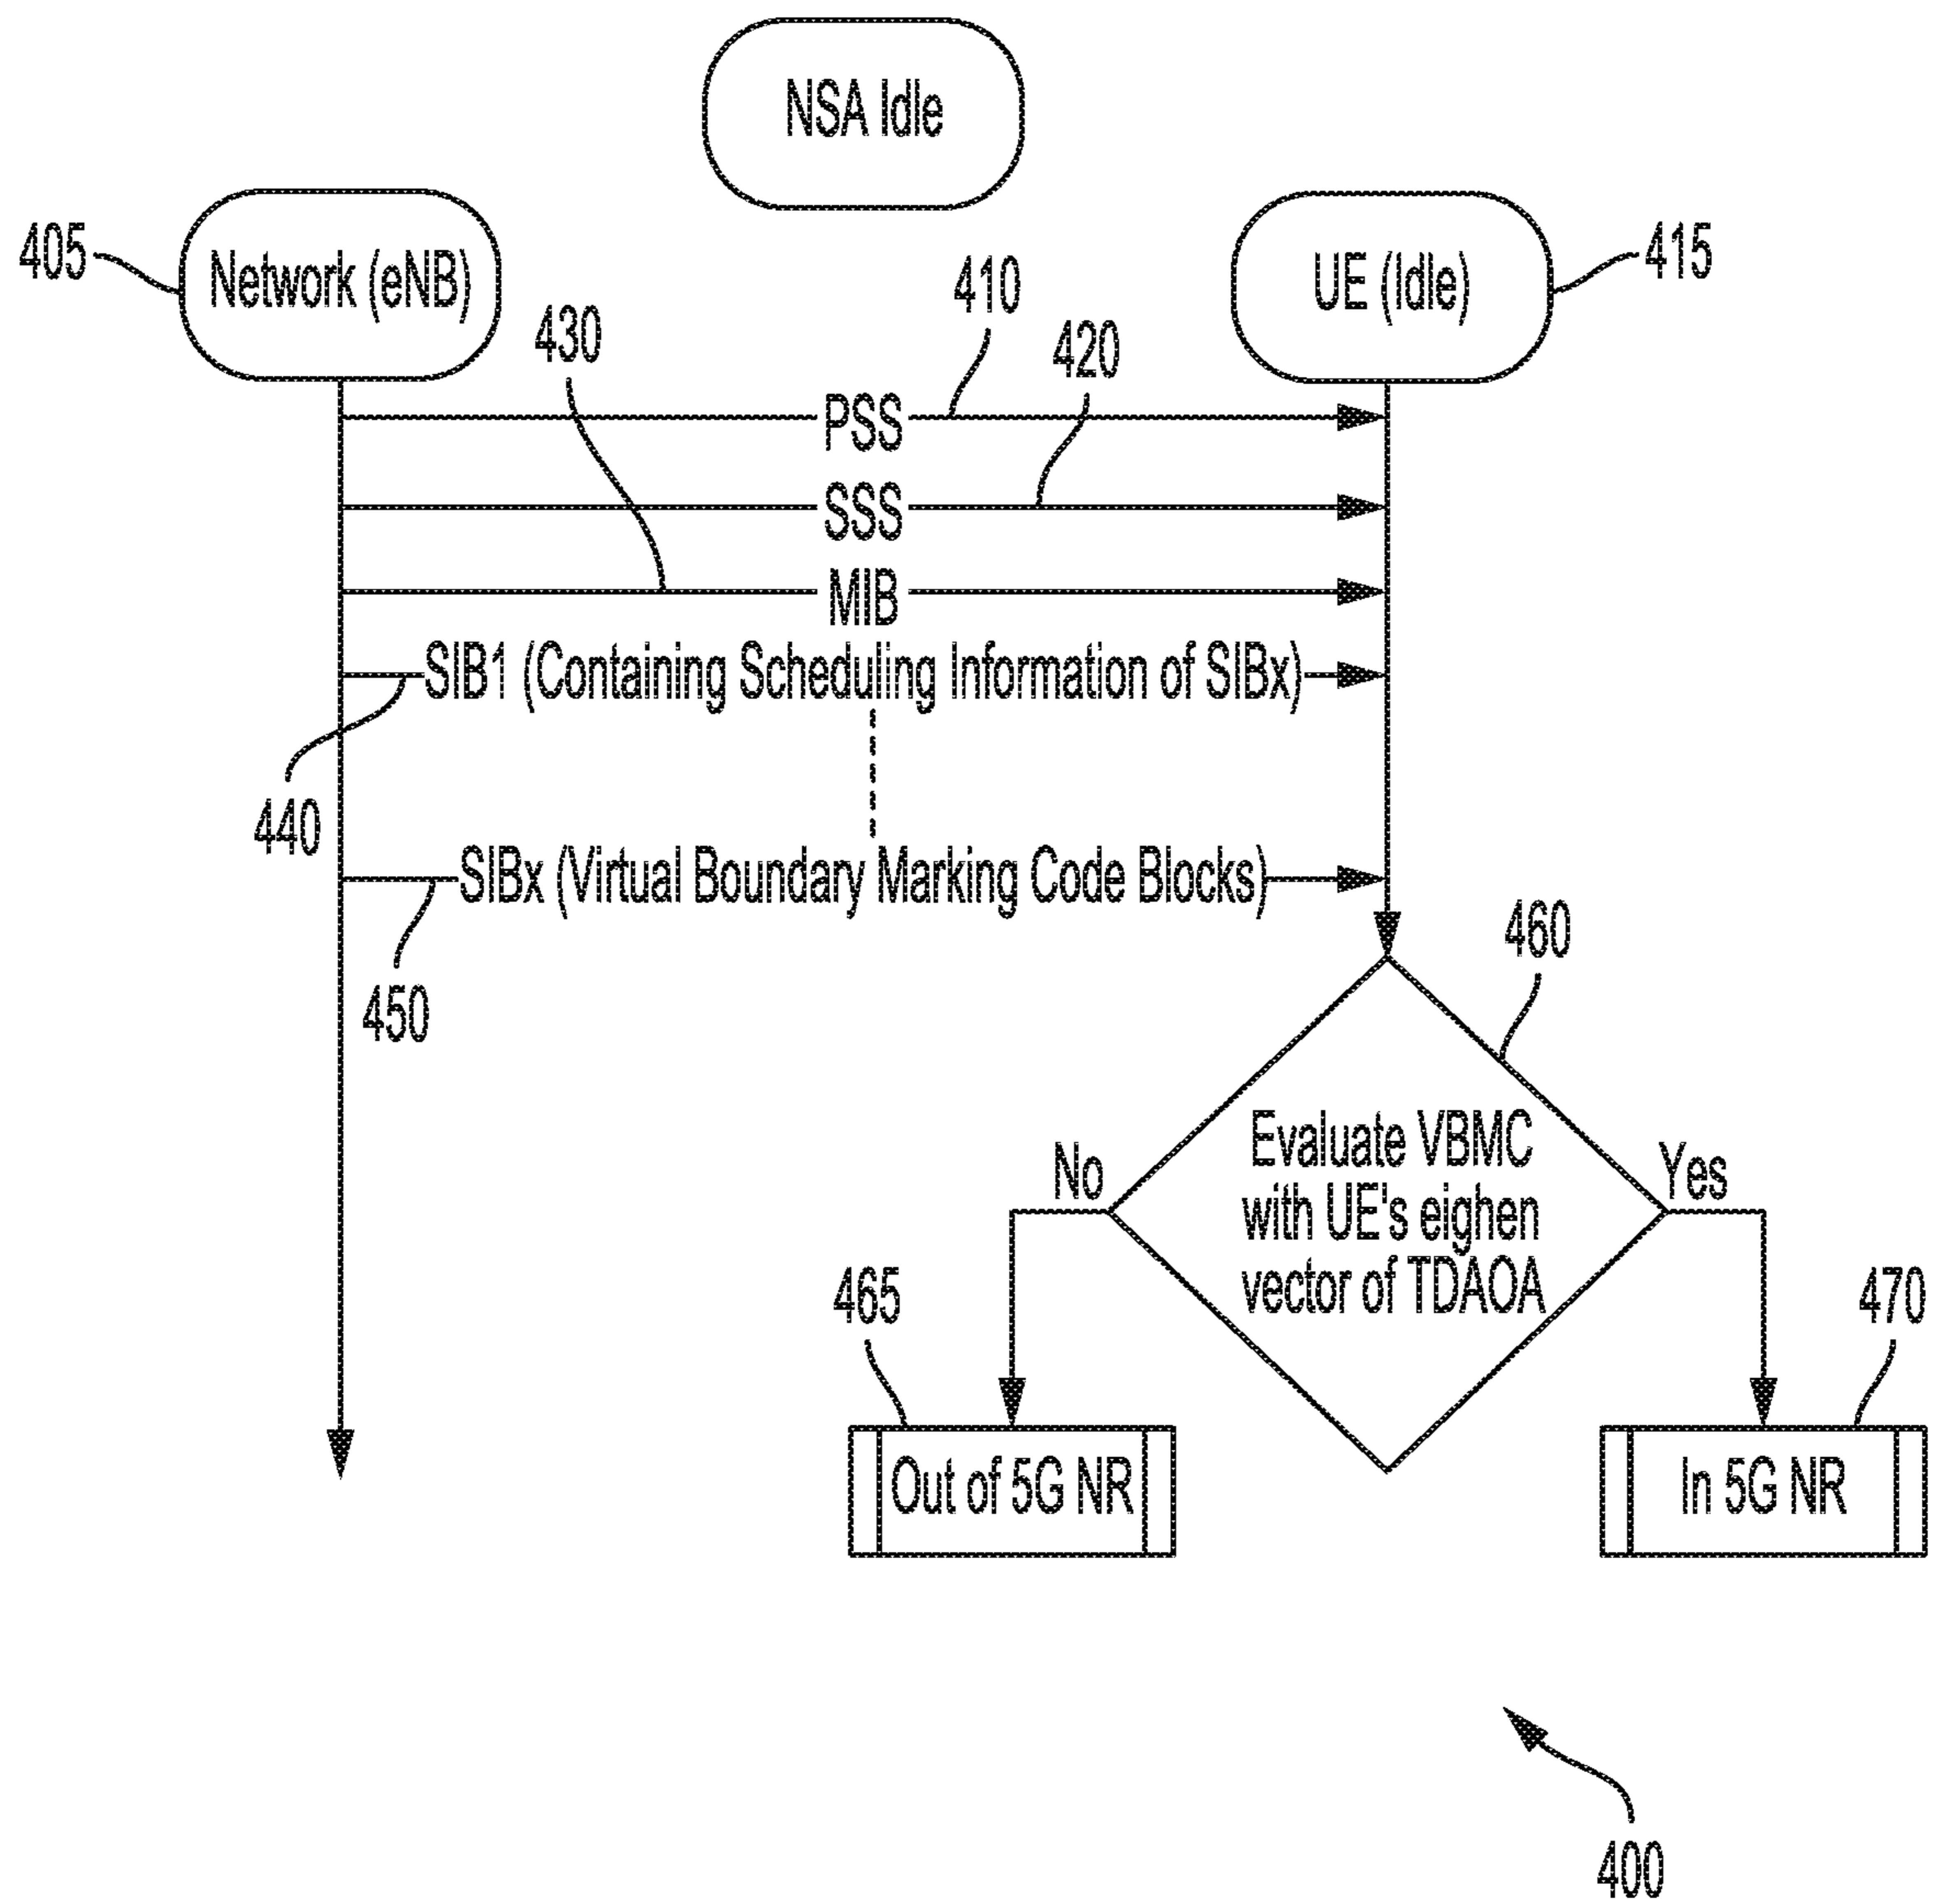 NSA Idle
405
Network (eNB)
UE (Idle)
415
410
430
420
PSS
SSS
MIB
SIB1 (Containing Scheduling Information of SIBx)
440
SIBx (Virtual Boundary Marking Code Blocks)
450
460
Evaluate VBMC
with UE's eighen
vector of TDAOA
No
Yes
465
470
Out of 5G NR
In 5G NR
400